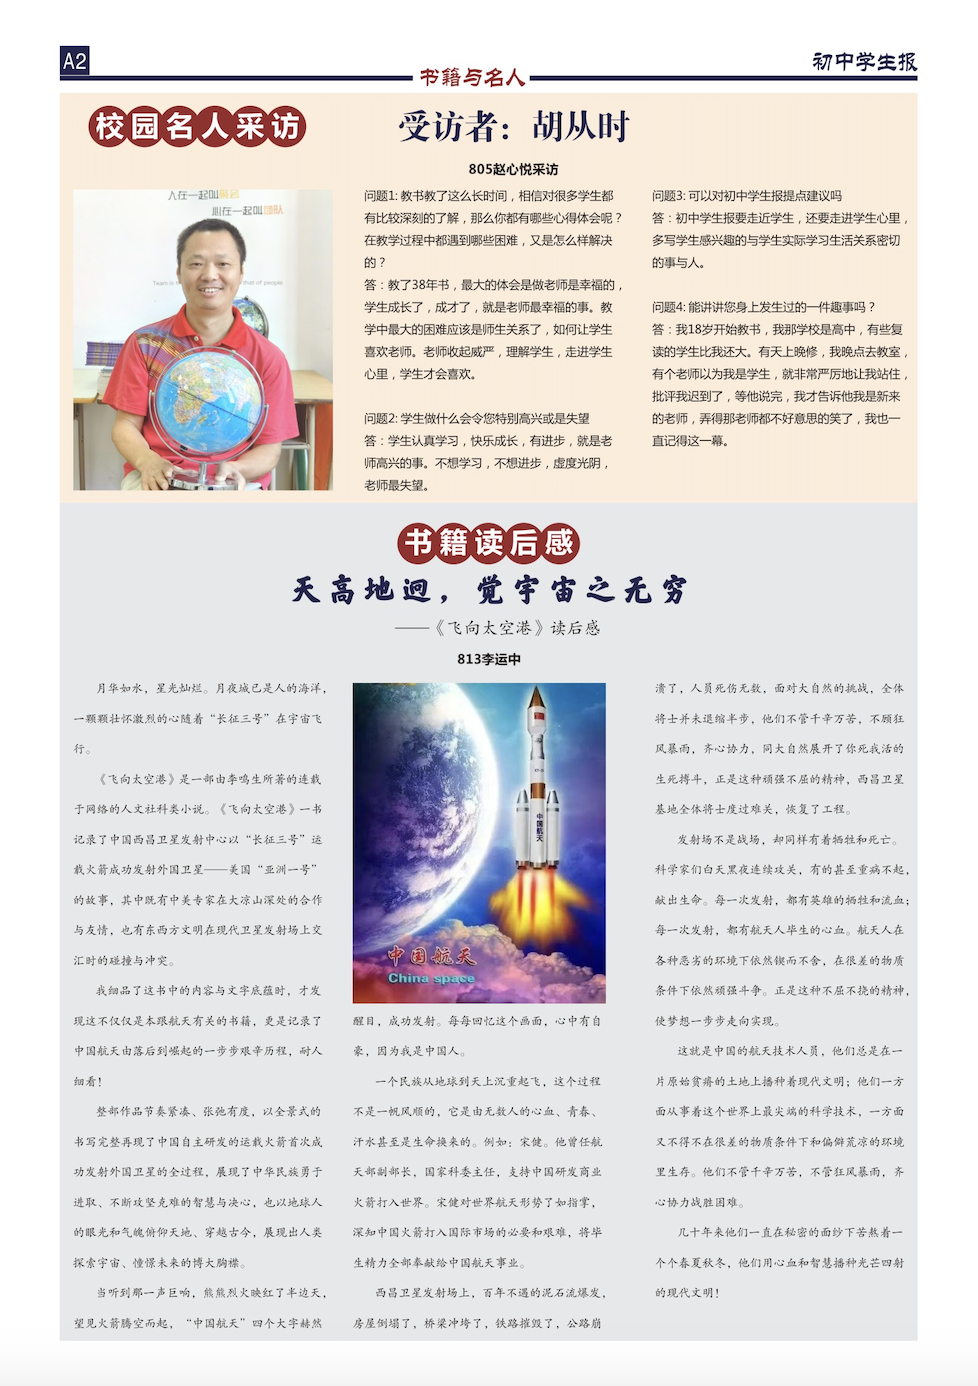 A2
书籍与名人
初中学生报
校园名人采访
受访者：胡从时
805赵心悦采访
人在一起叫聚会
心在一起叫团队
问题1: 教书教了这么长时间，相信对很多学生都
有比较深刻的了解，那么你都有哪些心得体会呢？
在教学过程中都遇到哪些困难，又是怎么样解决
的？
答：教了38年书，最大的体会是做老师是幸福的，
学生成长了，成才了，就是老师最幸福的事。教
学中最大的困难应该是师生关系了，如何让学生
喜欢老师。老师收起威严，理解学生，走进学生
心里，学生才会喜欢。
问题2: 学生做什么会令您特别高兴或是失望
答：学生认真学习，快乐成长，有进步，就是老
师高兴的事。不想学习，不想进步，虚度光阴，
老师最失望。
问题3: 可以对初中学生报提点建议吗
答：初中学生报要走近学生，还要走进学生心里，
多写学生感兴趣的与学生实际学习生活关系密切
的事与人。
问题4: 能讲讲您身上发生过的一件趣事吗？
答：我18岁开始教书，我那学校是高中，有些复
读的学生比我还大。有天上晚修，我晚点去教室，
有个老师以为我是学生，就非常严厉地让我站住，
批评我迟到了，等他说完，我才告诉他我是新来
的老师，弄得那老师都不好意思的笑了，我也一
直记得这一幕。
书籍读后感
天高地迥，觉宇宙之无穷
——《飞向太空港》读后感
813李运中
月华如水，星光灿烂。月夜城已是人的海洋，
一颗颗壮怀激烈的心随着“长征三号”在宇宙飞
行。
《飞向太空港》是一部由李鸣生所著的连载
于网络的人文社科类小说。《飞向太空港》一书
记录了中国西昌卫星发射中心以“长征三号”运
载火箭成功发射外国卫星——美国“亚洲一号”
的故事，其中既有中美专家在大凉山深处的合作
与友情，也有东西方文明在现代卫星发射场上交
汇时的碰撞与冲突。
我细品了这书中的内容与文字底蕴时，才发
现这不仅仅是本跟航天有关的书籍，更是记录了
中国航天由落后到崛起的一步步艰辛历程，耐人
细看！
整部作品节奏紧凑、张弛有度，以全景式的
书写完整再现了中国自主研发的运载火箭首次成
功发射外国卫星的全过程，展现了中华民族勇于
进取、不断攻坚克难的智慧与决心，也以地球人
的眼光和气魄俯仰天地、穿越古今，展现出人类
探索宇宙、憧憬未来的博大胸襟。
当听到那一声巨响，熊熊烈火映红了半边天，
望见火箭腾空而起，“中国航天”四个大字赫然
中国航天
中国航天
China space
醒目，成功发射。每每回忆这个画面，心中有自
豪，因为我是中国人。
一个民族从地球到天上沉重起飞，这个过程
不是一帆风顺的，它是由无数人的心血、青春、
汗水甚至是生命换来的。例如：宋健。他曾任航
天部副部长，国家科委主任，支持中国研发商业
火箭打入世界。宋健对世界航天形势了如指掌，
深知中国火箭打入国际市场的必要和艰难，将毕
生精力全部奉献给中国航天事业。
西昌卫星发射场上，百年不遇的泥石流爆发，
房屋倒塌了，桥梁冲垮了，铁路摧毁了，公路崩
溃了，人员死伤无数，面对大自然的挑战，全体
将士并未退缩半步，他们不管千辛万苦，不顾狂
风暴雨，齐心协力，同大自然展开了你死我活的
生死搏斗，正是这种顽强不屈的精神，西昌卫星
基地全体将士度过难关，恢复了工程。
发射场不是战场，却同样有着牺牲和死亡。
科学家们白天黑夜连续攻关，有的甚至重病不起，
献出生命。每一次发射，都有英雄的牺牲和流血；
每一次发射，都有航天人毕生的心血。航天人在
各种恶劣的环境下依然锲而不舍，在很差的物质
条件下依然顽强斗争。正是这种不屈不挠的精神，
使梦想一步步走向实现。
这就是中国的航天技术人员，他们总是在一
片原始贫瘠的土地上播种着现代文明；他们一方
面从事着这个世界上最尖端的科学技术，一方面
又不得不在很差的物质条件下和偏僻荒凉的环境
里生存。他们不管千辛万苦，不管狂风暴雨，齐
心协力战胜困难。
几十年来他们一直在秘密的面纱下苦熬着一
个个春夏秋冬，他们用心血和智慧播种光芒四射
的现代文明！